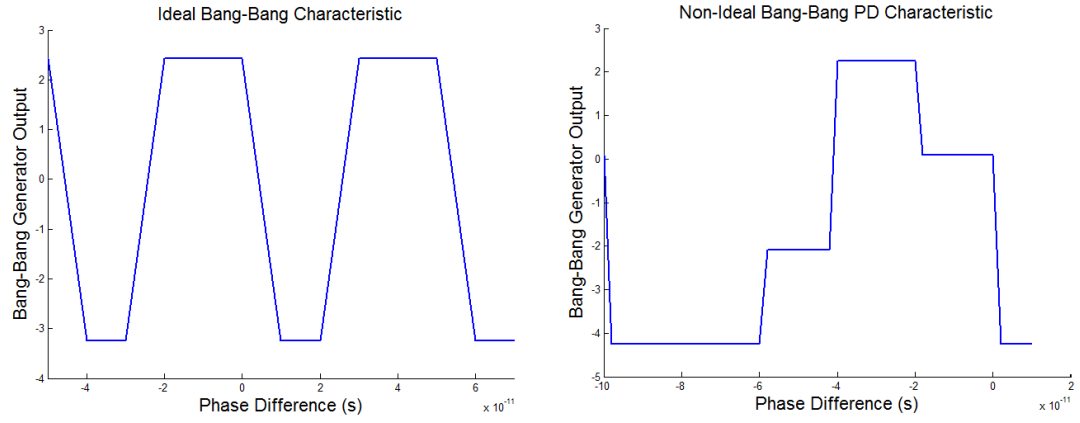 Ideal Bang-Bang Characteristic
Bang-Bang Generator Output
3
2
1
0
-1
-2
-3
-4
-4 -2 0 2 4 6
x 10^-11
Phase Difference (s)
Non-Ideal Bang-Bang PD Characteristic
Bang-Bang Generator Output
3
2
1
0
-1
-2
-3
-4
-5
-10 -8 -6 -4 -2 0 2
x 10^-11
Phase Difference (s)